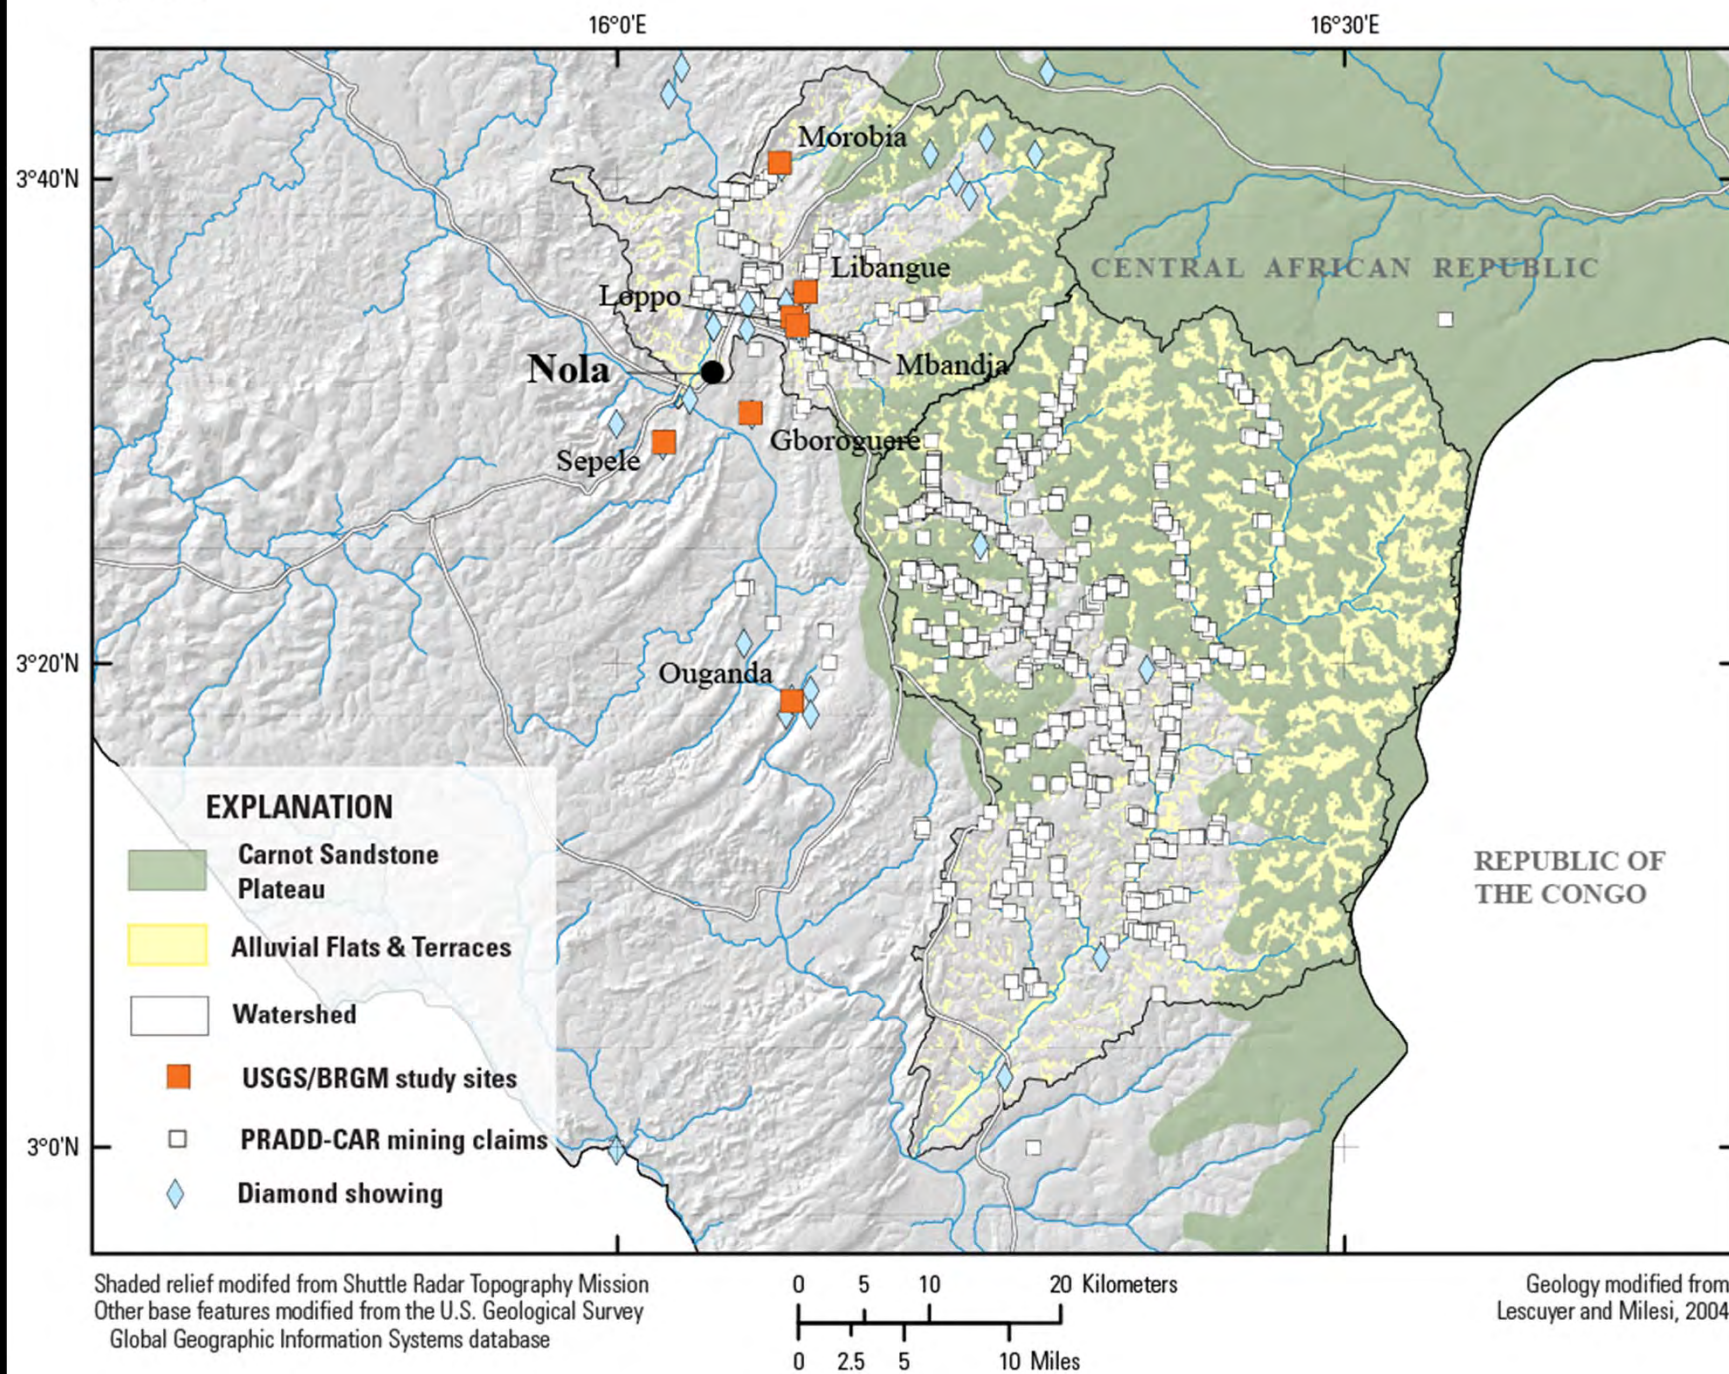 16°0'E
16°30'E
3°40'N
3°20'N
3°0'N
Morobia
CENTRAL AFRICAN REPUBLIC
Libangue
Loppo
Nola
Mbandja
Gboroguere
Sepele
Ouganda
REPUBLIC OF
THE CONGO
EXPLANATION
Carnot Sandstone
Plateau
Alluvial Flats & Terraces
Watershed
USGS/BRGM study sites
PRADD-CAR mining claims
Diamond showing
Shaded relief modifed from Shuttle Radar Topography Mission
Other base features modified from the U.S. Geological Survey
Global Geographic Information Systems database
0 5 10 20 Kilometers
0 2.5 5 10 Miles
Geology modified from
Lescuyer and Milesi, 2004